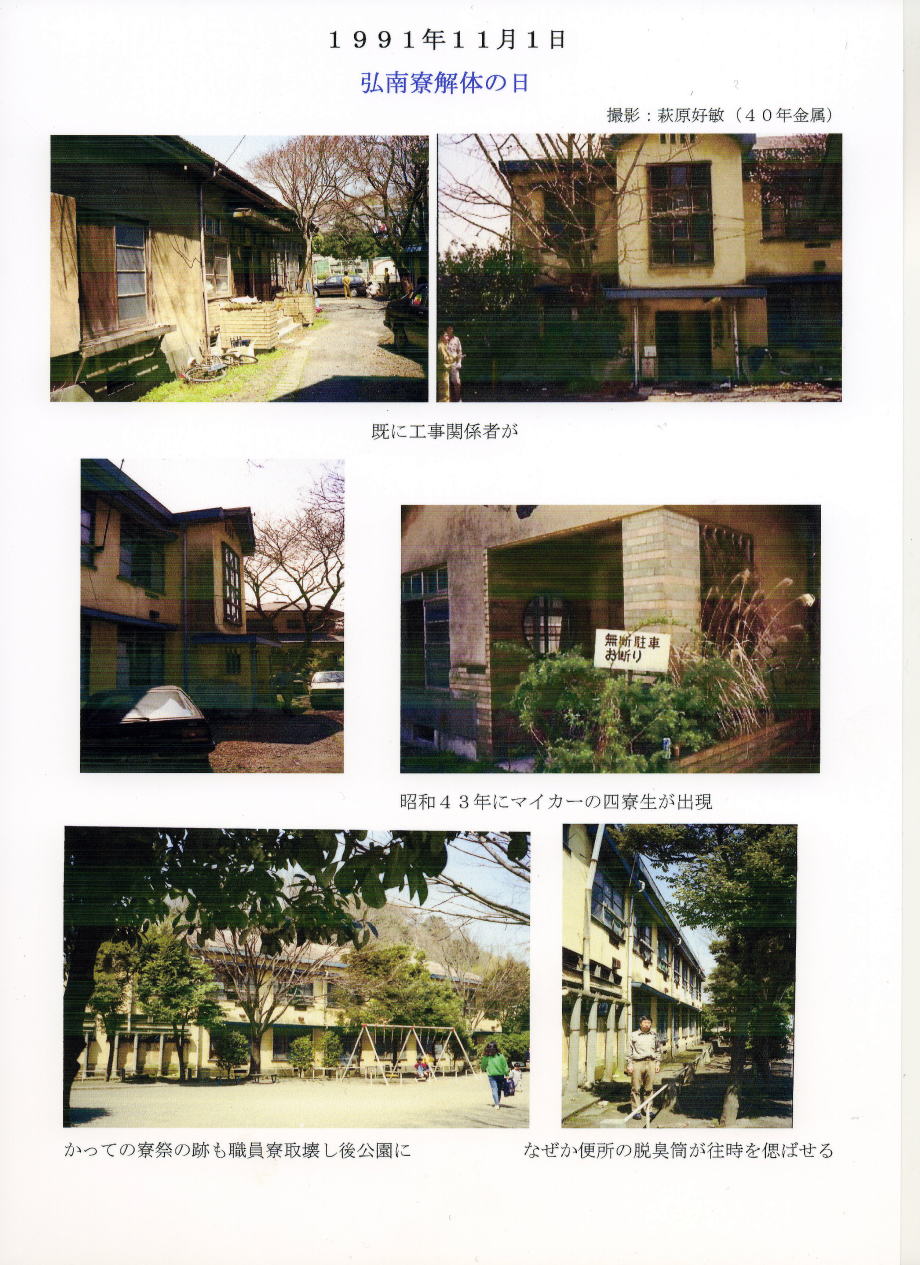 １９９１年１１月１日
弘南寮解体の日
撮影：萩原好敏（４０年金属）
既に工事関係者が
無断駐車
お断り
昭和４３年にマイカーの四寮生が出現
かっての寮祭の跡も職員寮取壊し後公園に
なぜか便所の脱臭筒が往時を偲ばせる